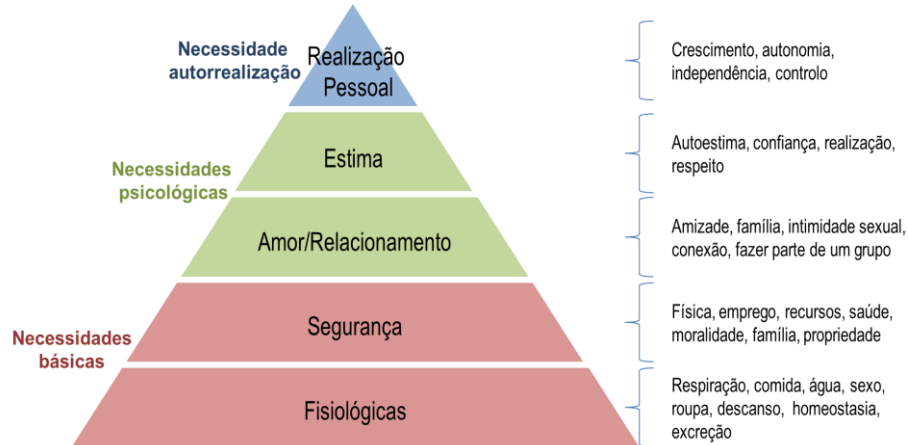 Necessidade
autorrealização
Realização
Pessoal
Crescimento, autonomia,
independência, controlo
Necessidades
psicológicas
Estima
Autoestima, confiança, realização,
respeito
Amor/Relacionamento
Amizade, família, intimidade sexual,
conexão, fazer parte de um grupo
Necessidades
básicas
Segurança
Física, emprego, recursos, saúde,
moralidade, família, propriedade
Fisiológicas
Respiração, comida, água, sexo,
roupa, descanso, homeostasia,
excreção